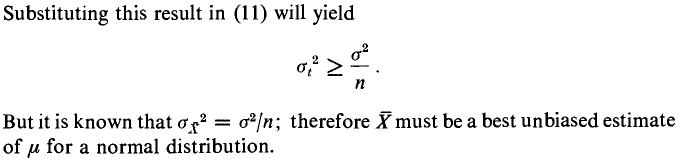 Substituting this result in (11) will yield
σₜ² ≥ σ²/n .
But it is known that σ_X̄² = σ²/n; therefore X̄ must be a best unbiased estimate
of μ for a normal distribution.